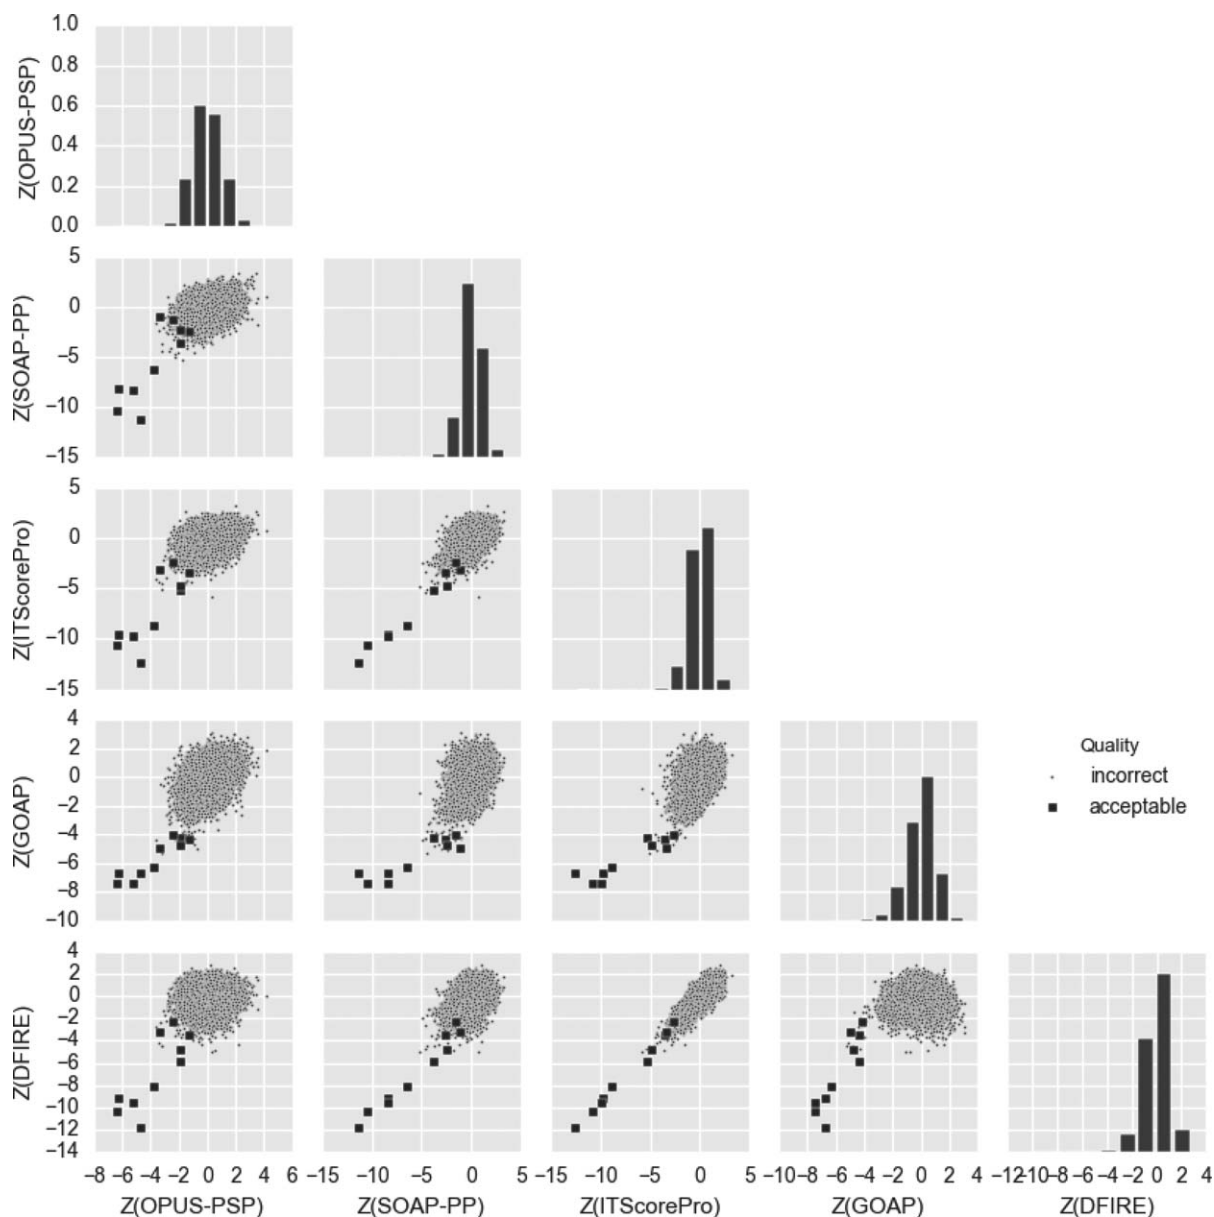 1.0
0.8
0.6
0.4
0.2
0.0
Z(OPUS-PSP)
5
0
−5
−10
−15
Z(SOAP-PP)
5
0
−5
−10
−15
Z(ITScorePro)
4
2
0
−2
−4
−6
−8
−10
Z(GOAP)
Quality
incorrect
acceptable
4
2
0
−2
−4
−6
−8
−10
−12
−14
Z(DFIRE)
−8 −6 −4 −2 0 2 4 6
−15 −10 −5 0 5
−15 −10 −5 0 5
−10 −8 −6 −4 −2 0 2 4
−12 −10 −8 −6 −4 −2 0 2 4
Z(OPUS-PSP)
Z(SOAP-PP)
Z(ITScorePro)
Z(GOAP)
Z(DFIRE)